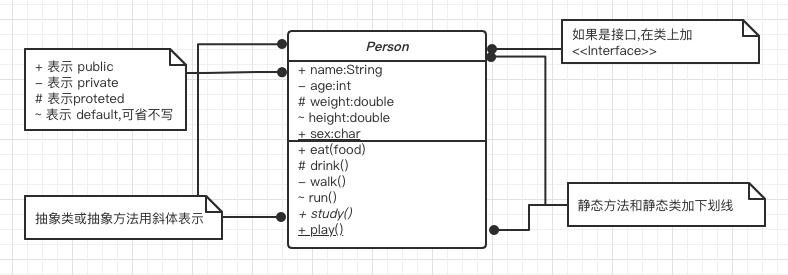 Person
+ name:String
– age:int
# weight:double
~ height:double
+ sex:char
+ eat(food)
# drink()
– walk()
~ run()
+ study()
+ play()
+ 表示 public
– 表示 private
# 表示proteted
~ 表示 default,可省不写
抽象类或抽象方法用斜体表示
如果是接口,在类上加
<<Interface>>
静态方法和静态类加下划线